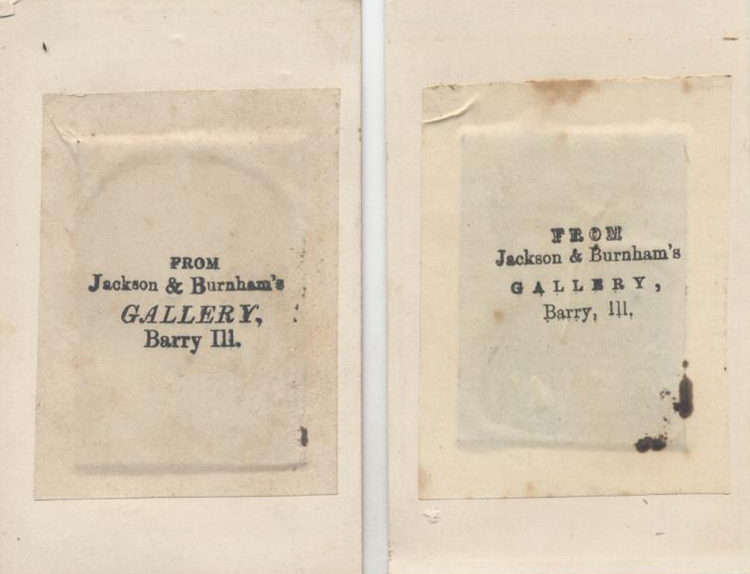 FROM
Jackson & Burnham's
GALLERY,
Barry Ill.
FROM
Jackson & Burnham's
GALLERY,
Barry, Ill.